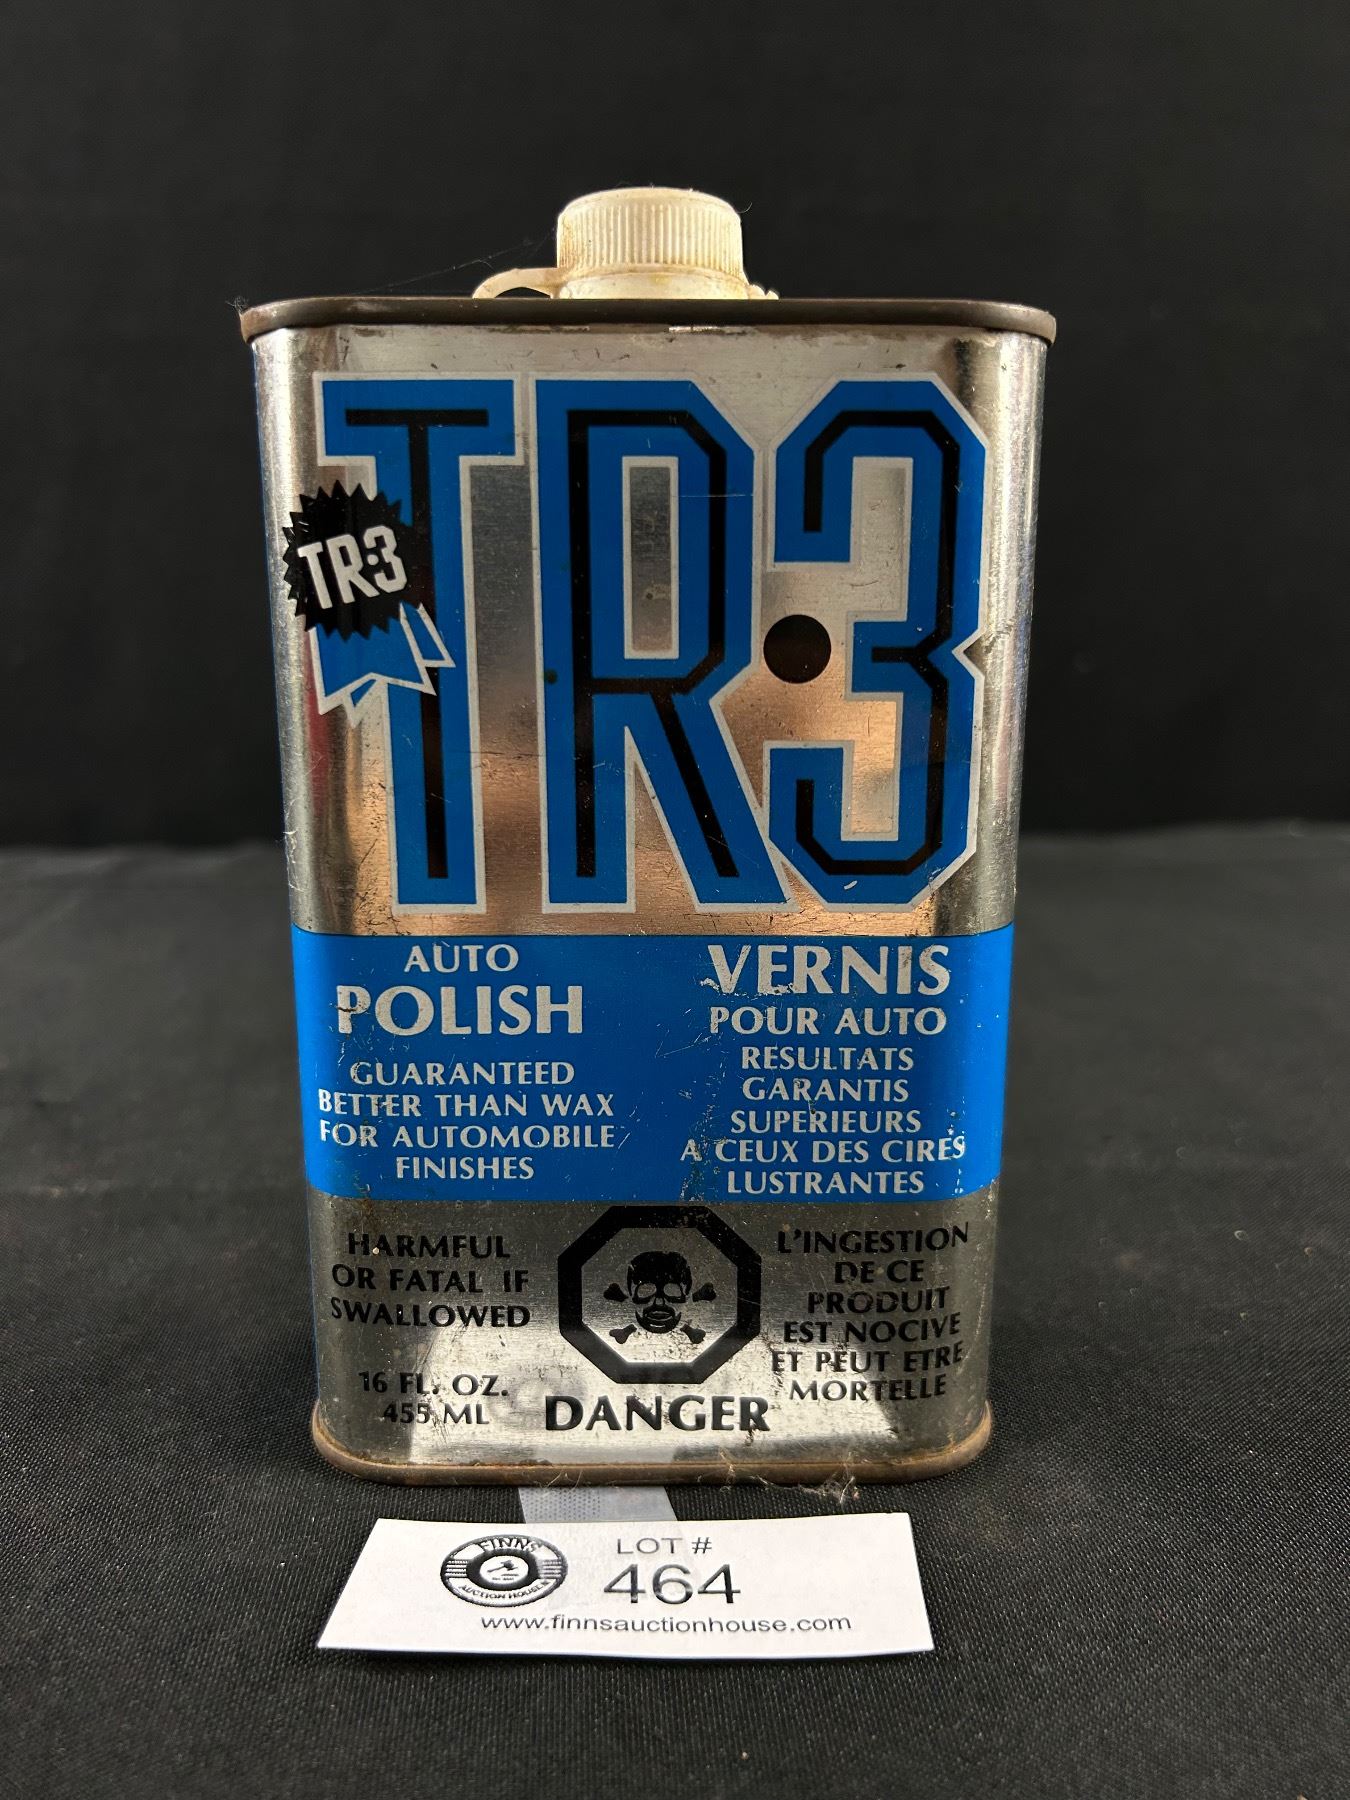 TR·3
TR·3
AUTO
POLISH
GUARANTEED
BETTER THAN WAX
FOR AUTOMOBILE
FINISHES
VERNIS
POUR AUTO
RESULTATS
GARANTIS
SUPERIEURS
A CEUX DES CIRES
LUSTRANTES
HARMFUL
OR FATAL IF
SWALLOWED
16 FL. OZ.
455 ML
DANGER
L'INGESTION
DE CE
PRODUIT
EST NOCIVE
ET PEUT ETRE
MORTELLE
FINNS
AUCTION HOUSE
LOT #
464
www.finnsauctionhouse.com